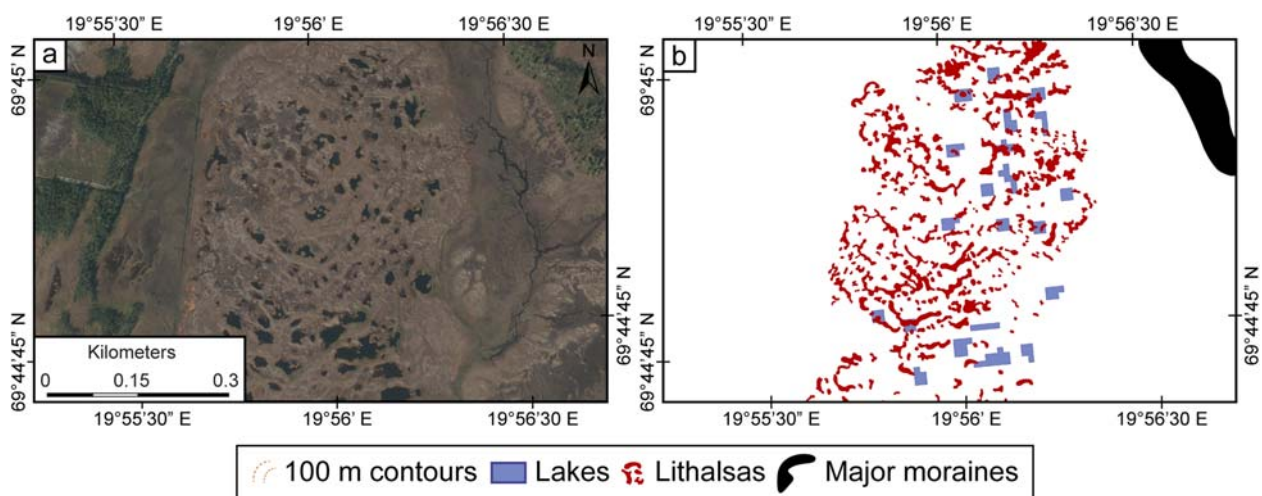 19°55'30" E 19°56' E 19°56'30" E 19°55'30" E 19°56' E 19°56'30" E
a N b
69°45' N 69°45' N
69°44'45" N 69°44'45" N 69°44'45" N
Kilometers
0 0.15 0.3
19°55'30" E 19°56' E 19°56'30" E 19°55'30" E 19°56' E 19°56'30" E
100 m contours Lakes Lithalsas Major moraines